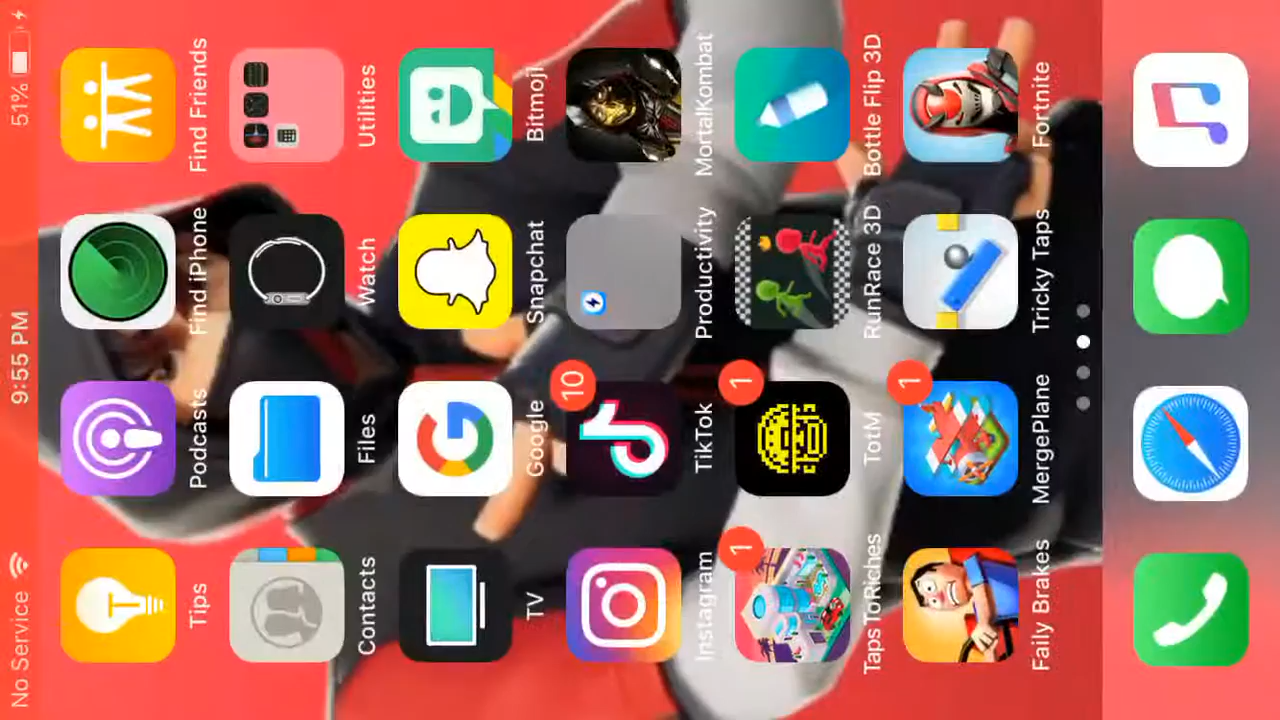 No Service 9:55 PM 51%
Tips Podcasts Find iPhone Find Friends
Contacts Files Watch Utilities
TV Google Snapchat Bitmoji
10
Instagram TikTok Productivity MortalKombat
1 1
TapsToRiches TotM RunRace 3D Bottle Flip 3D
1
Faily Brakes MergePlane Tricky Taps Fortnite